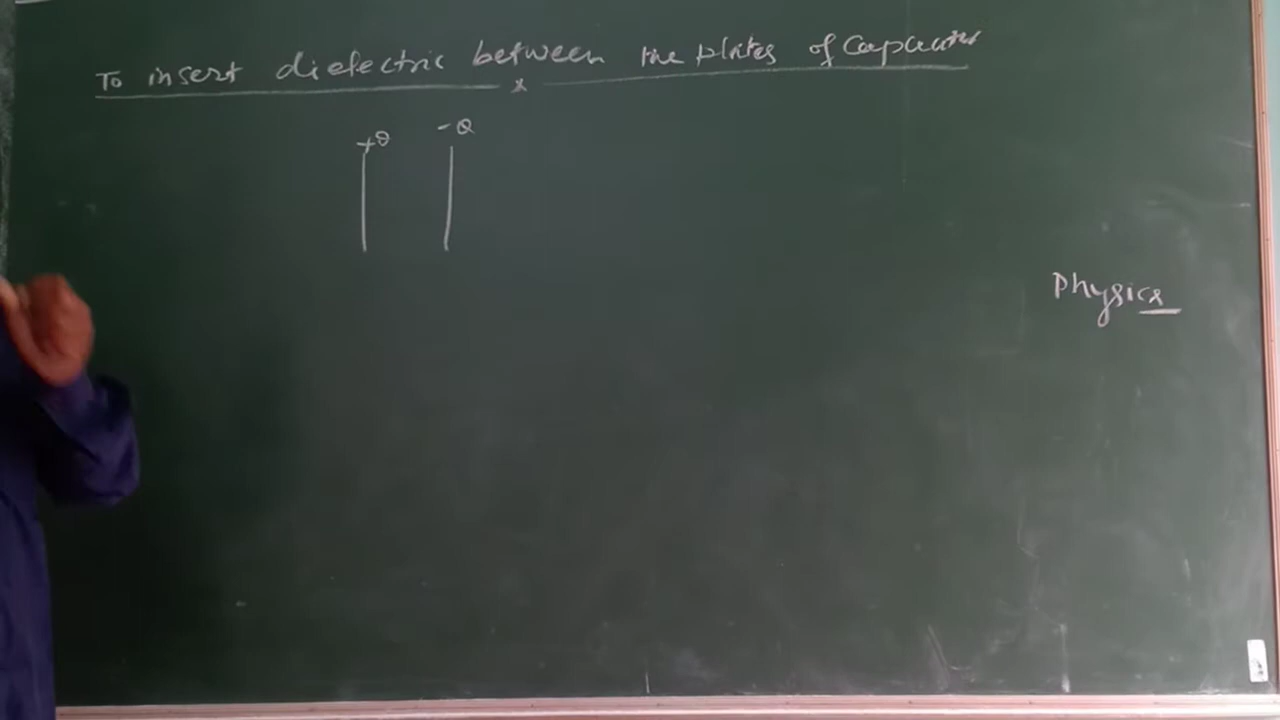 To insert dielectric between the plates of Capacitor
x
+Q -Q
Physics